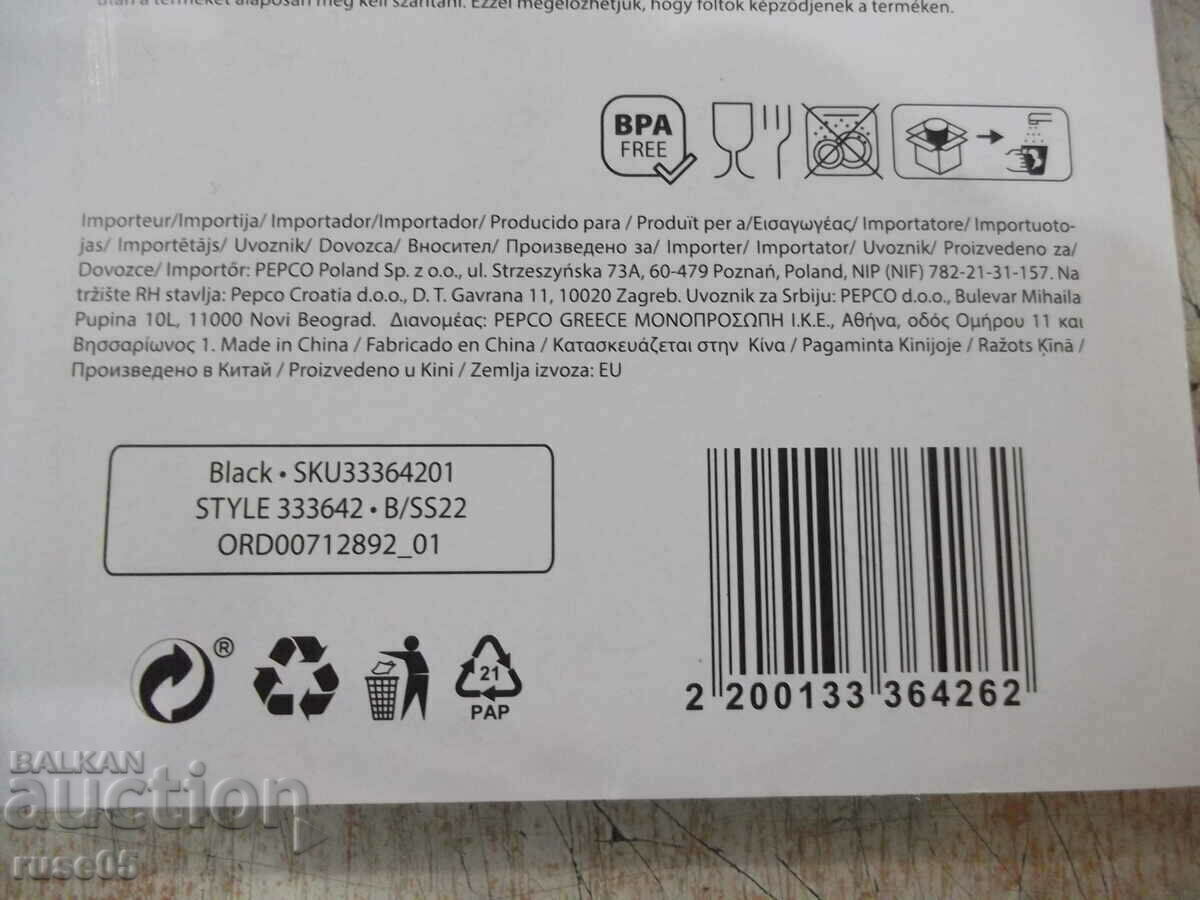 a terméket alaposan meg kell szárítani. Ezzel megelőzhetjük, hogy foltok képződjenek a terméken.
BPA
FREE
Importeur/Importija/ Importador/Importador/ Producido para / Produït per a/Εισαγωγέας/ Importatore/ Importuoto-
jas/ Importētājs/ Uvoznik/ Dovozca/ Вносител/ Произведено за/ Importer/ Importator/ Uvoznik/ Proizvedeno za/
Dovozce/ Importőr: PEPCO Poland Sp. z o.o., ul. Strzeszyńska 73A, 60-479 Poznań, Poland, NIP (NIF) 782-21-31-157. Na
tržište RH stavlja: Pepco Croatia d.o.o., D. T. Gavrana 11, 10020 Zagreb. Uvoznik za Srbiju: PEPCO d.o.o., Bulevar Mihaila
Pupina 10L, 11000 Novi Beograd. Διανομέας: PEPCO GREECE ΜΟΝΟΠΡΟΣΩΠΗ Ι.Κ.Ε., Αθήνα, οδός Ομήρου 11 και
Βησσαρίωνος 1. Made in China / Fabricado en China / Κατασκευάζεται στην Κίνα / Pagaminta Kinijoje / Ražots Ķīnā /
Произведено в Китай / Proizvedeno u Kini / Zemlja izvoza: EU
Black • SKU33364201
STYLE 333642 • B/SS22
ORD00712892_01
®
21
PAP
2 200133 364262
BALKAN
auction
ruse05